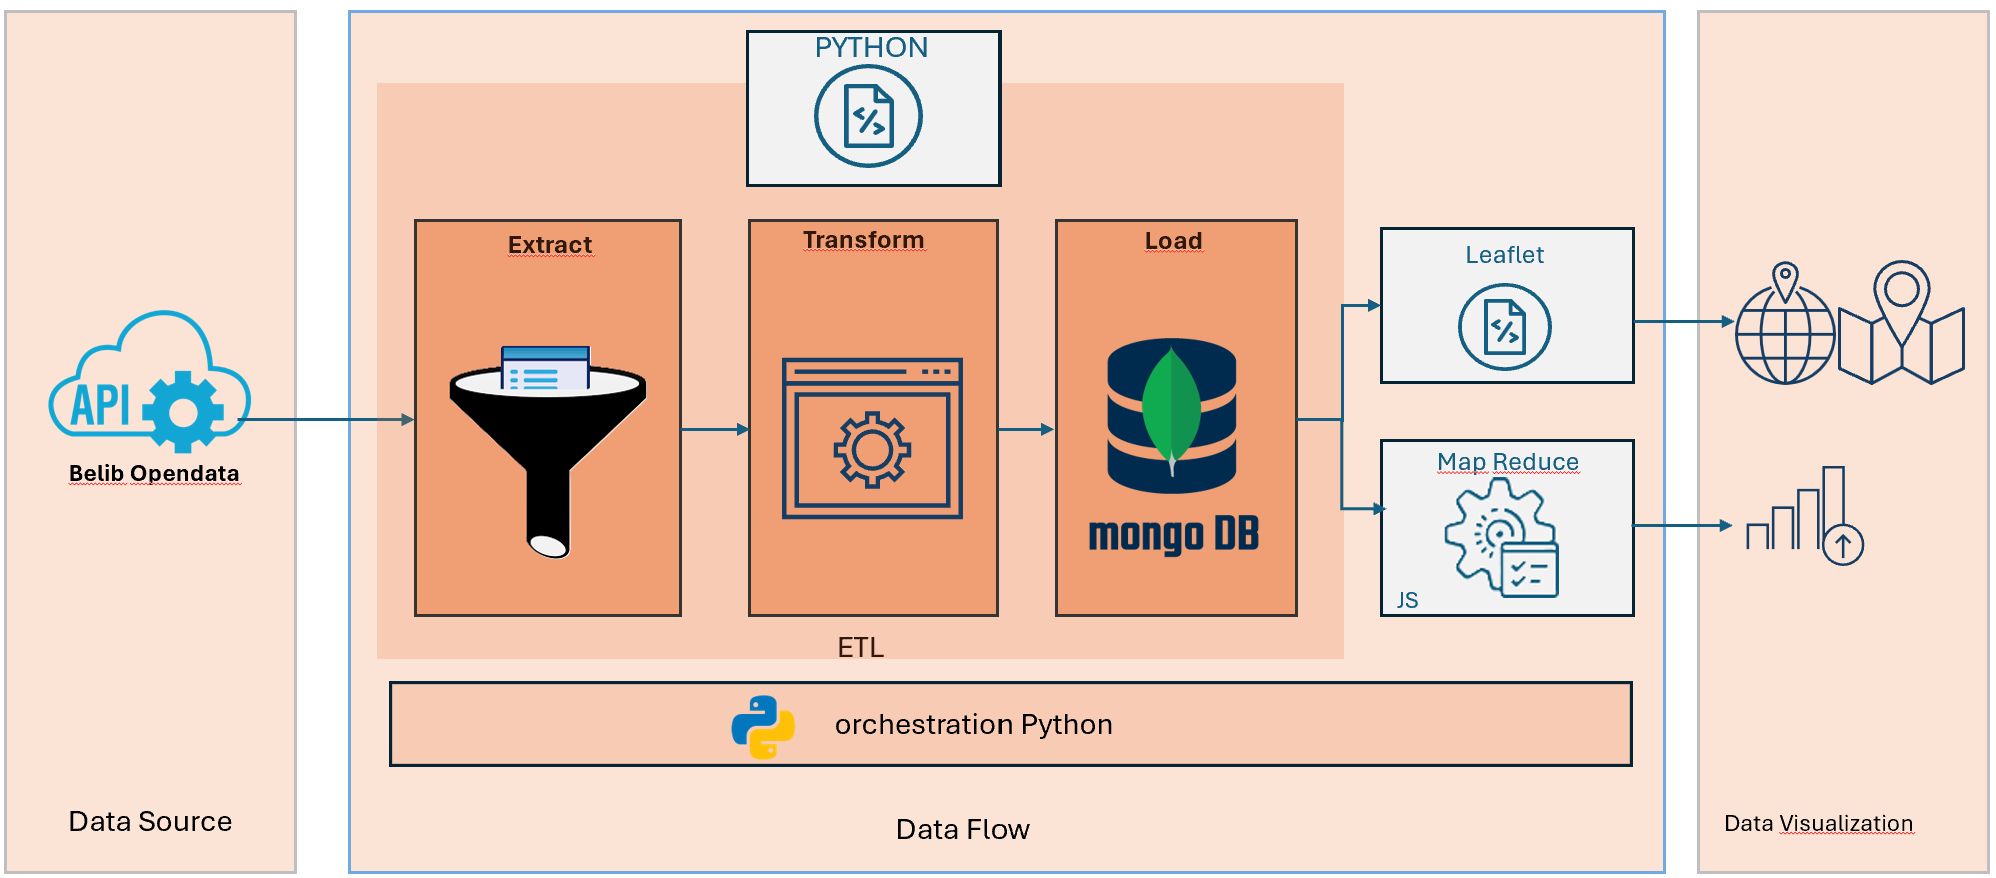 PYTHON
Extract
Transform
Load
Leaflet
API
Belib Opendata
Map Reduce
mongo DB
JS
ETL
orchestration Python
Data Source
Data Flow
Data Visualization